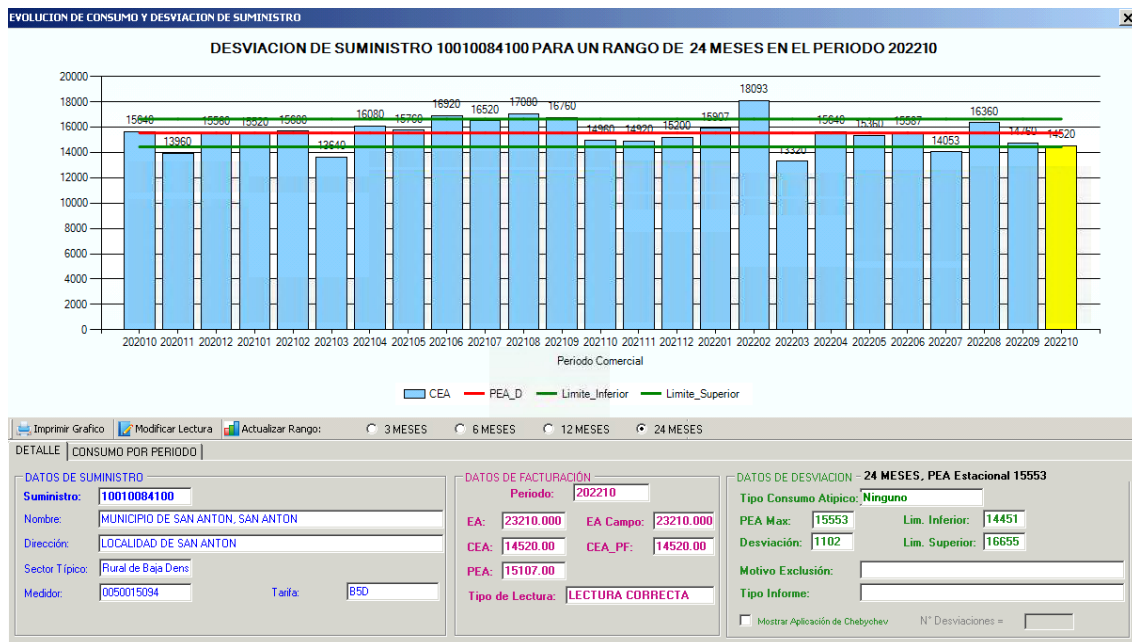 EVOLUCION DE CONSUMO Y DESVIACION DE SUMINISTRO
DESVIACION DE SUMINISTRO 10010084100 PARA UN RANGO DE 24 MESES EN EL PERIODO 202210
20000
18000
16000
14000
12000
10000
8000
6000
4000
2000
0
15640 13960 15560 15520 15680 13640 16080 15760 16920 16520 17080 16760 14960 14920 15200 15907 18093 13320 15640 15360 15587 14053 16360 14760 14520
202010 202011 202012 202101 202102 202103 202104 202105 202106 202107 202108 202109 202110 202111 202112 202201 202202 202203 202204 202205 202206 202207 202208 202209 202210
Periodo Comercial
CEA PEA_D Limite_Inferior Limite_Superior
Imprimir Grafico Modificar Lectura Actualizar Rango: 3 MESES 6 MESES 12 MESES 24 MESES
DETALLE CONSUMO POR PERIODO
DATOS DE SUMINISTRO
Suministro: 10010084100
Nombre: MUNICIPIO DE SAN ANTON, SAN ANTON
Dirección: LOCALIDAD DE SAN ANTON
Sector Típico: Rural de Baja Dens
Medidor: 0050015094 Tarifa: B5D
DATOS DE FACTURACIÓN
Periodo: 202210
EA: 23210.000 EA Campo: 23210.000
CEA: 14520.00 CEA_PF: 14520.00
PEA: 15107.00
Tipo de Lectura: LECTURA CORRECTA
DATOS DE DESVIACION - 24 MESES, PEA Estacional 15553
Tipo Consumo Atípico: Ninguno
PEA Max: 15553 Lim. Inferior: 14451
Desviación: 1102 Lim. Superior: 16655
Motivo Exclusión:
Tipo Informe:
Mostrar Aplicación de Chebychev N° Desviaciones =